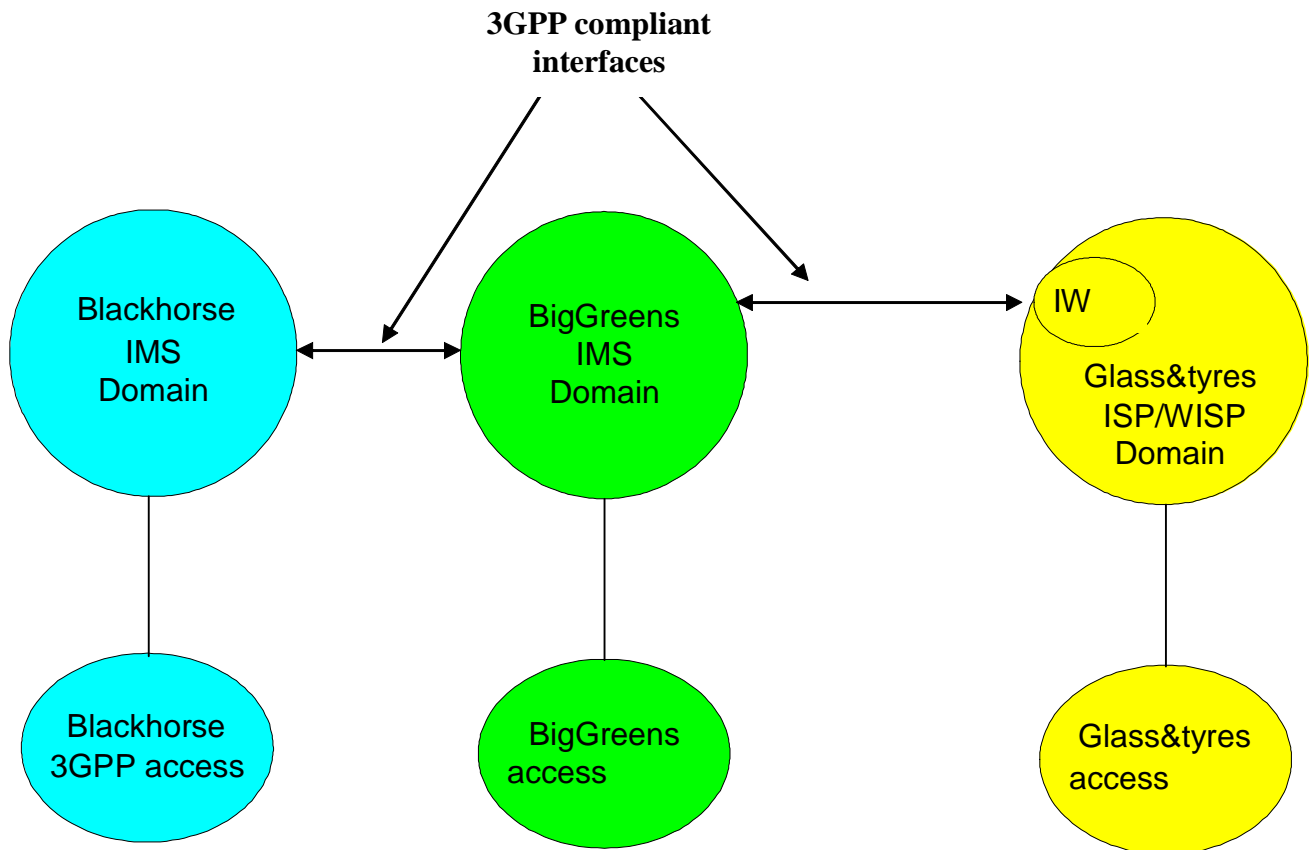 3GPP compliant
interfaces
Blackhorse
IMS
Domain
BigGreens
IMS
Domain
IW
Glass&tyres
ISP/WISP
Domain
Blackhorse
3GPP access
BigGreens
access
Glass&tyres
access